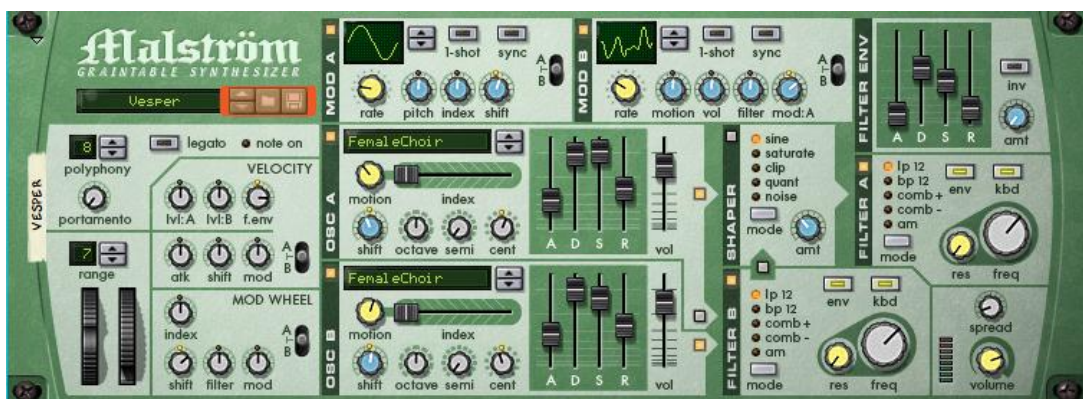 Malström
GRAINTABLE SYNTHESIZER
Vesper
8
polyphony
legato
note on
portamento
VELOCITY
lvl:A lvl:B f.env
VESPER
7
range
atk shift mod
A
B
MOD WHEEL
index
A
B
shift filter mod
MOD A
1-shot sync
A
B
rate pitch index shift
MOD B
1-shot sync
A
B
rate motion vol filter mod:A
FILTER ENV
inv
A D S R
amt
OSC A
FemaleChoir
motion index
shift octave semi cent
A D S R
vol
OSC B
FemaleChoir
motion index
shift octave semi cent
A D S R
vol
SHAPER
sine
saturate
clip
quant
noise
mode
amt
FILTER A
lp 12
bp 12
comb +
comb -
am
env kbd
mode
res freq
FILTER B
lp 12
bp 12
comb +
comb -
am
env kbd
mode
res freq
spread
volume